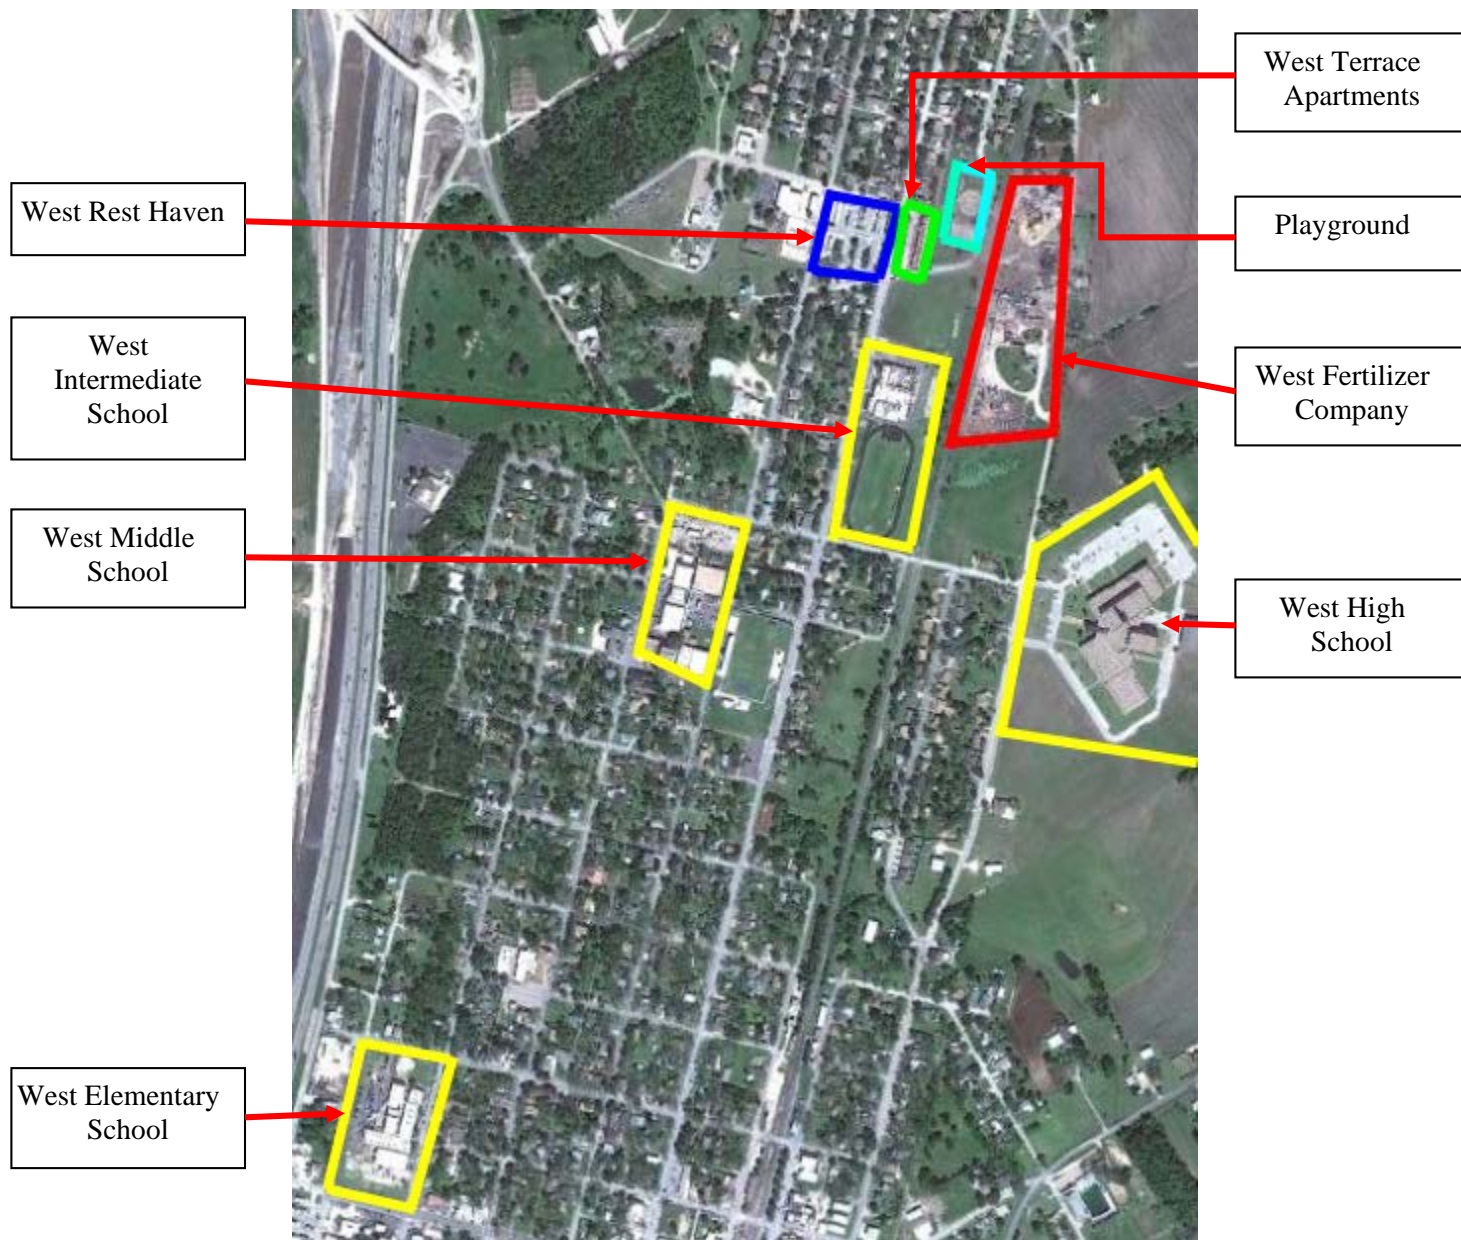 West Terrace
Apartments
West Rest Haven
Playground
West
Intermediate
School
West Fertilizer
Company
West Middle
School
West High
School
West Elementary
School